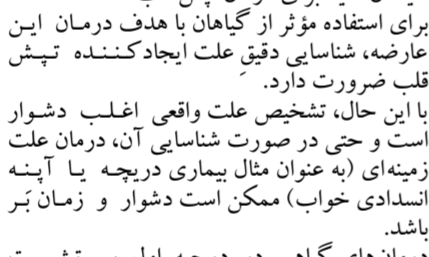 برای استفاده مؤثر از گیاهان با هدف درمان این
عارضه، شناسایی دقیقِ علت ایجادکننده تپش
قلب ضرورت دارد.
با این حال، تشخیص علت واقعی اغلب دشوار
است و حتی در صورت شناسایی آن، درمان علت
زمینه‌ای (به عنوان مثال بیماری دریچه یا آپنه
انسدادی خواب) ممکن است دشوار و زمان بَر
باشد.